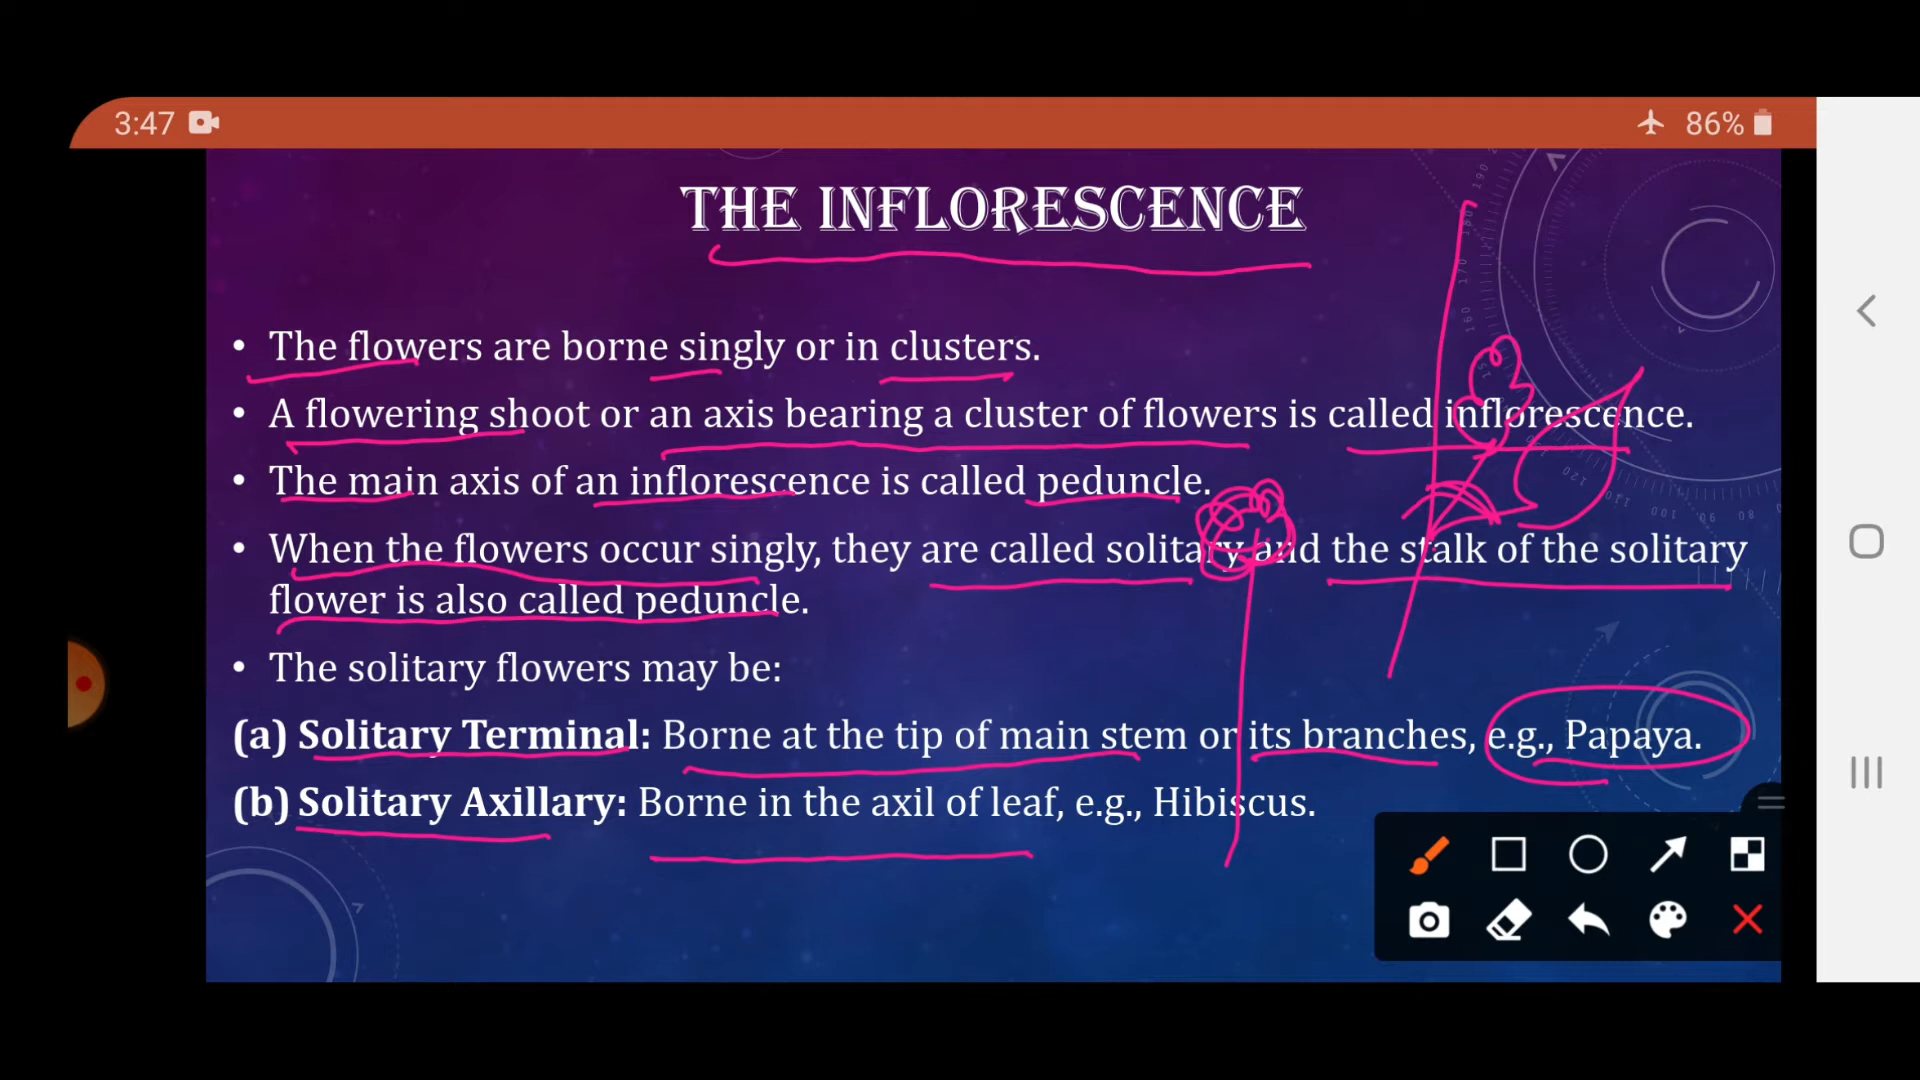 3:47
86%
THE INFLORESCENCE
• The flowers are borne singly or in clusters.
• A flowering shoot or an axis bearing a cluster of flowers is called inflorescence.
• The main axis of an inflorescence is called peduncle.
• When the flowers occur singly, they are called solitary and the stalk of the solitary
flower is also called peduncle.
• The solitary flowers may be:
(a) Solitary Terminal: Borne at the tip of main stem or its branches, e.g., Papaya.
(b) Solitary Axillary: Borne in the axil of leaf, e.g., Hibiscus.